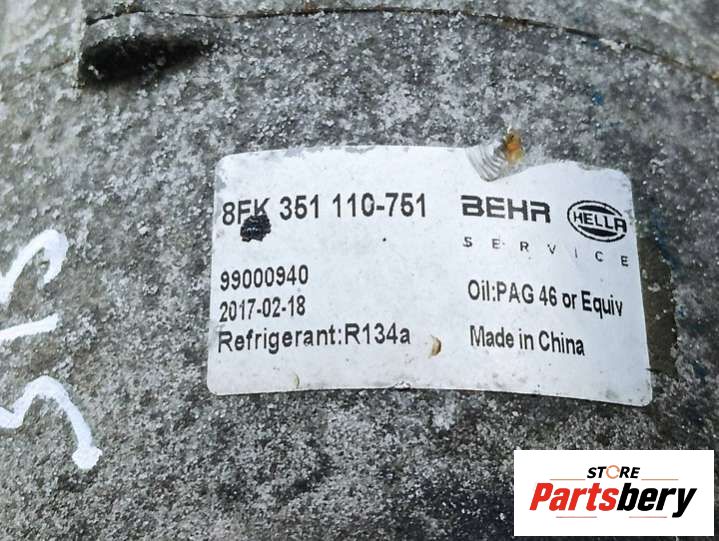 8FK 351 110-751
BEHR HELLA
SERVICE
99000940
2017-02-18
Refrigerant:R134a
Oil:PAG 46 or Equiv
Made in China
STORE
Partsbery